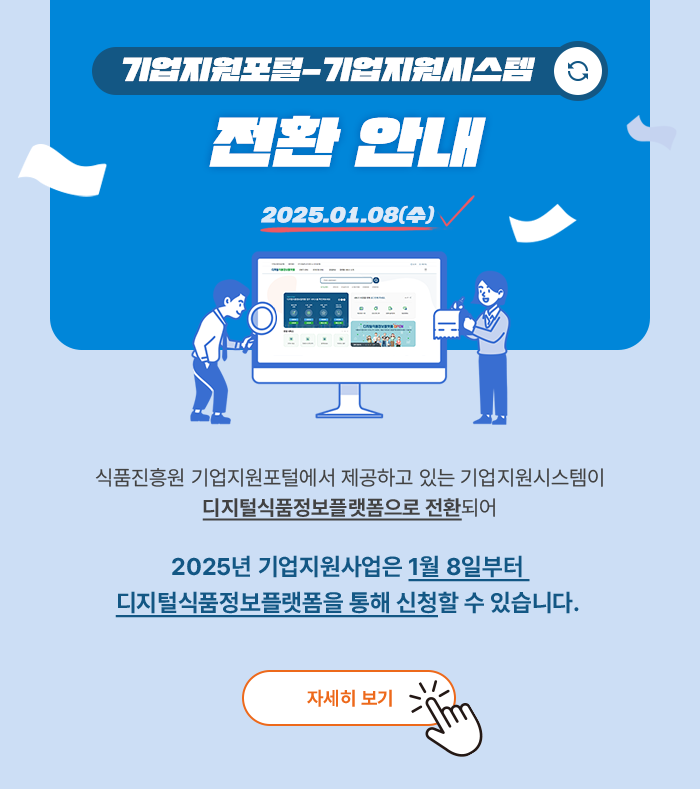 기업지원포털-기업지원시스템
전환 안내
2025.01.08(수)
식품진흥원 기업지원포털에서 제공하고 있는 기업지원시스템이
디지털식품정보플랫폼으로 전환되어
2025년 기업지원사업은 1월 8일부터
디지털식품정보플랫폼을 통해 신청할 수 있습니다.
자세히 보기